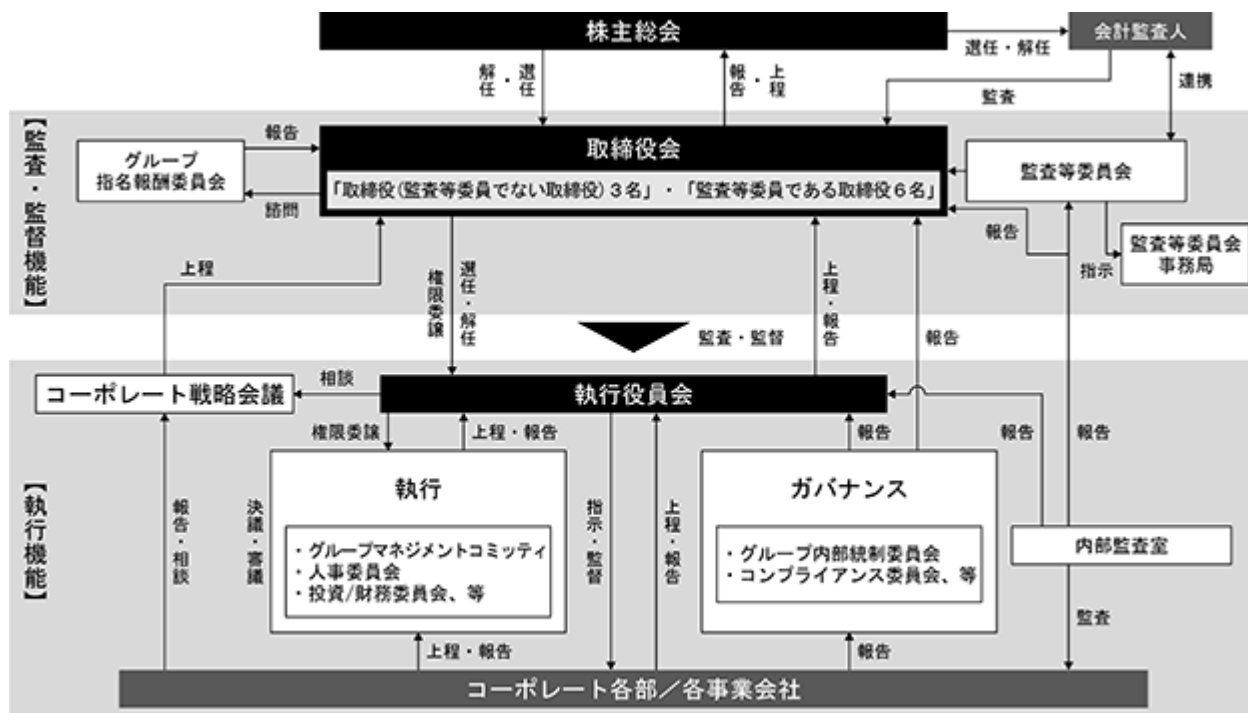 株主総会
会計監査人
選任・解任
選任・解任
報告・上程
監査
連携
【監査・監督機能】
グループ
指名報酬委員会
報告
諮問
取締役会
「取締役(監査等委員でない取締役)３名」・「監査等委員である取締役６名」
監査等委員会
報告
指示
監査等委員会
事務局
上程
選任・解任
権限委譲
上程・報告
報告
監査・監督
【執行機能】
コーポレート戦略会議
相談
執行役員会
権限委譲
上程・報告
報告
報告
報告
報告・相談
決議・審議
執行
・グループマネジメントコミッティ
・人事委員会
・投資/財務委員会、等
指示・監督
上程・報告
ガバナンス
・グループ内部統制委員会
・コンプライアンス委員会、等
内部監査室
監査
上程・報告
報告
コーポレート各部／各事業会社